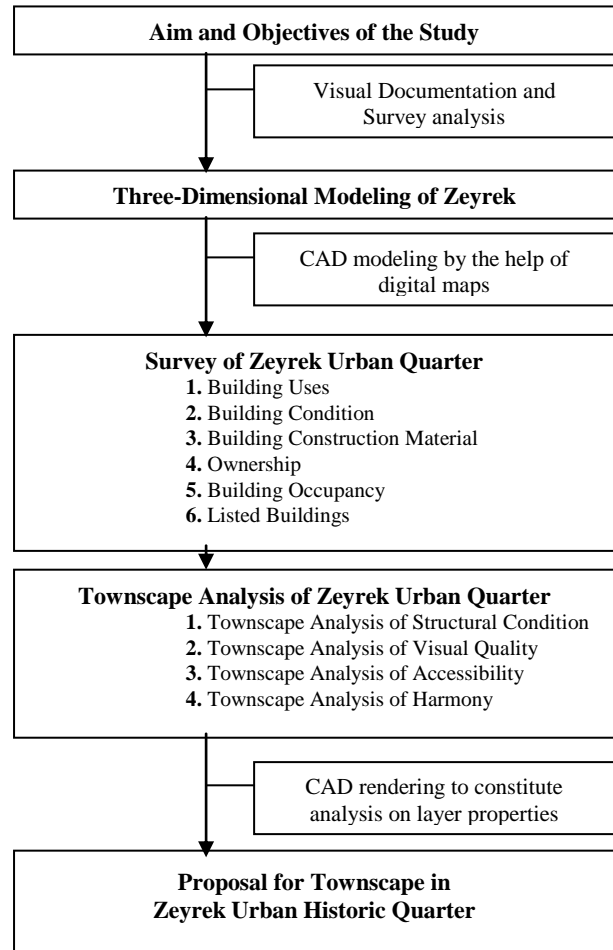 Aim and Objectives of the Study
Visual Documentation and
Survey analysis
Three-Dimensional Modeling of Zeyrek
CAD modeling by the help of
digital maps
Survey of Zeyrek Urban Quarter
1. Building Uses
2. Building Condition
3. Building Construction Material
4. Ownership
5. Building Occupancy
6. Listed Buildings
Townscape Analysis of Zeyrek Urban Quarter
1. Townscape Analysis of Structural Condition
2. Townscape Analysis of Visual Quality
3. Townscape Analysis of Accessibility
4. Townscape Analysis of Harmony
CAD rendering to constitute
analysis on layer properties
Proposal for Townscape in
Zeyrek Urban Historic Quarter